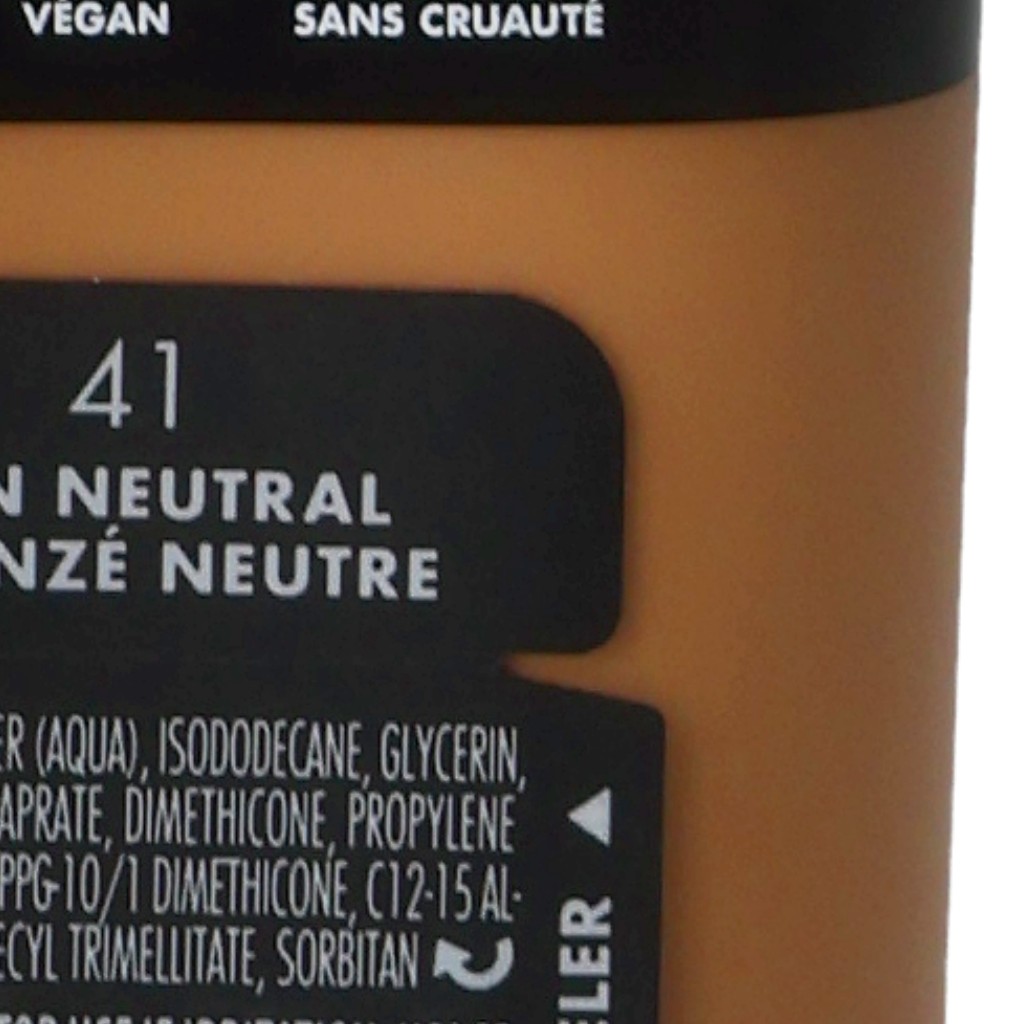 VÉGAN SANS CRUAUTÉ
41
N NEUTRAL
NZÉ NEUTRE
ER (AQUA), ISODODECANE, GLYCERIN,
APRATE, DIMETHICONE, PROPYLENE
PPG-10/1 DIMETHICONE, C12-15 AL-
ECYL TRIMELLITATE, SORBITAN
LER